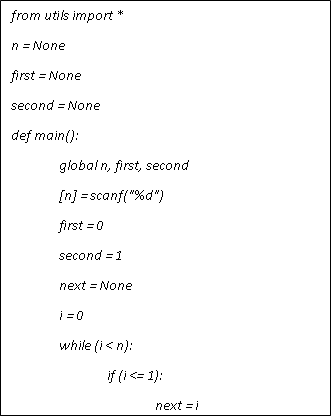 from utils import *
n = None
first = None
second = None
def main():
global n, first, second
[n] = scanf("%d")
first = 0
second = 1
next = None
i = 0
while (i < n):
if (i <= 1):
next = i